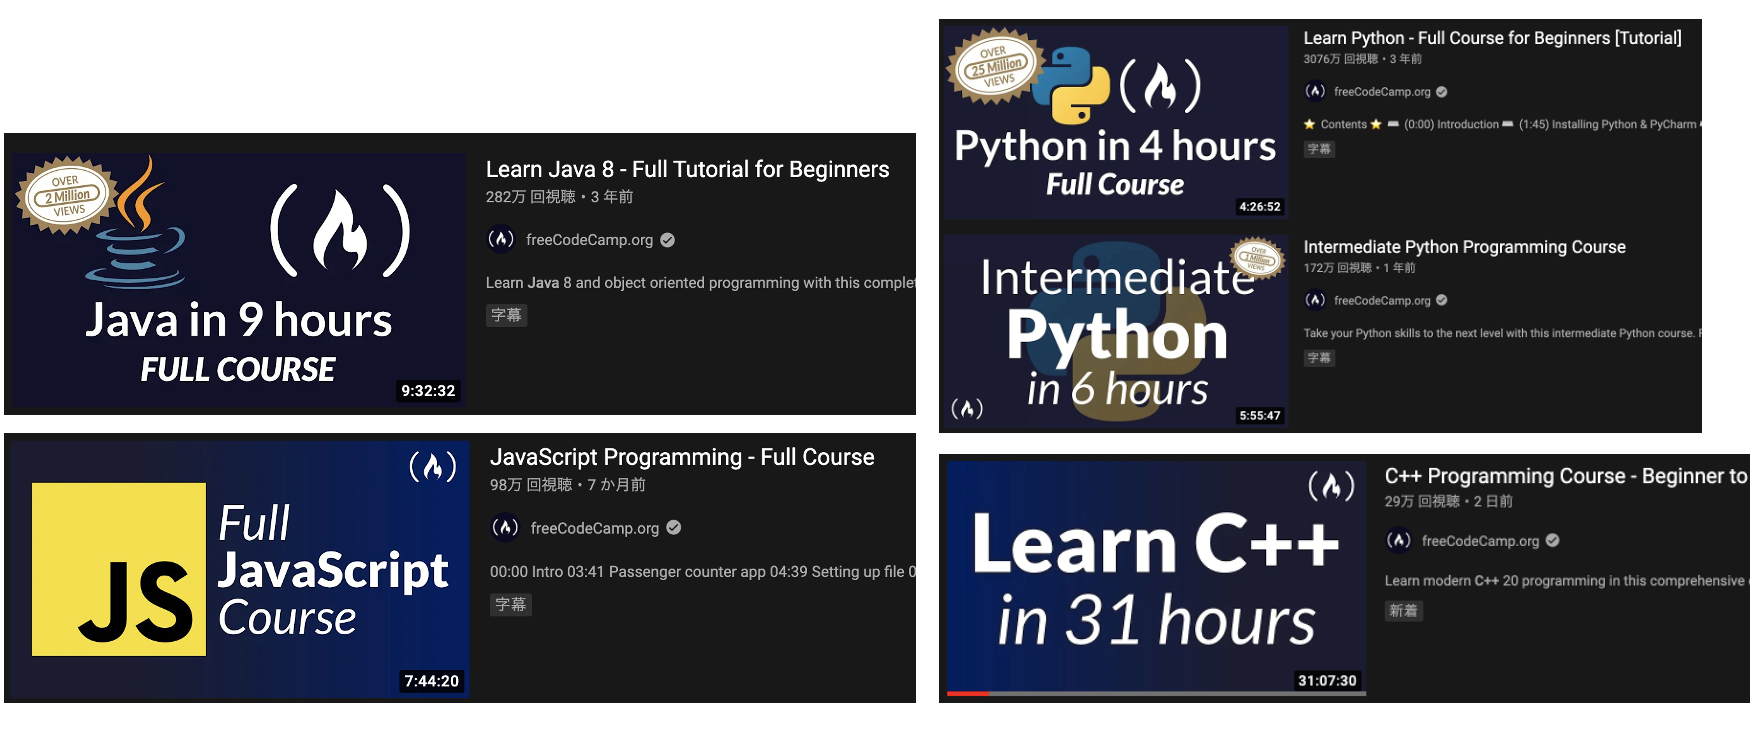 OVER
2 Million
VIEWS
Java in 9 hours
FULL COURSE
9:32:32
Learn Java 8 - Full Tutorial for Beginners
282万 回視聴・3 年前
freeCodeCamp.org
Learn Java 8 and object oriented programming with this complet
字幕
JS
Full
JavaScript
Course
7:44:20
JavaScript Programming - Full Course
98万 回視聴・7 か月前
freeCodeCamp.org
00:00 Intro 03:41 Passenger counter app 04:39 Setting up file 0
字幕
OVER
25 Million
VIEWS
Python in 4 hours
Full Course
4:26:52
Learn Python - Full Course for Beginners [Tutorial]
3076万 回視聴・3 年前
freeCodeCamp.org
⭐ Contents ⭐ ⌨️ (0:00) Introduction ⌨️ (1:45) Installing Python & PyCharm
字幕
OVER
1 Million
VIEWS
Intermediate
Python
in 6 hours
5:55:47
Intermediate Python Programming Course
172万 回視聴・1 年前
freeCodeCamp.org
Take your Python skills to the next level with this intermediate Python course. F
字幕
Learn C++
in 31 hours
31:07:30
C++ Programming Course - Beginner to
29万 回視聴・2 日前
freeCodeCamp.org
Learn modern C++ 20 programming in this comprehensive
新着